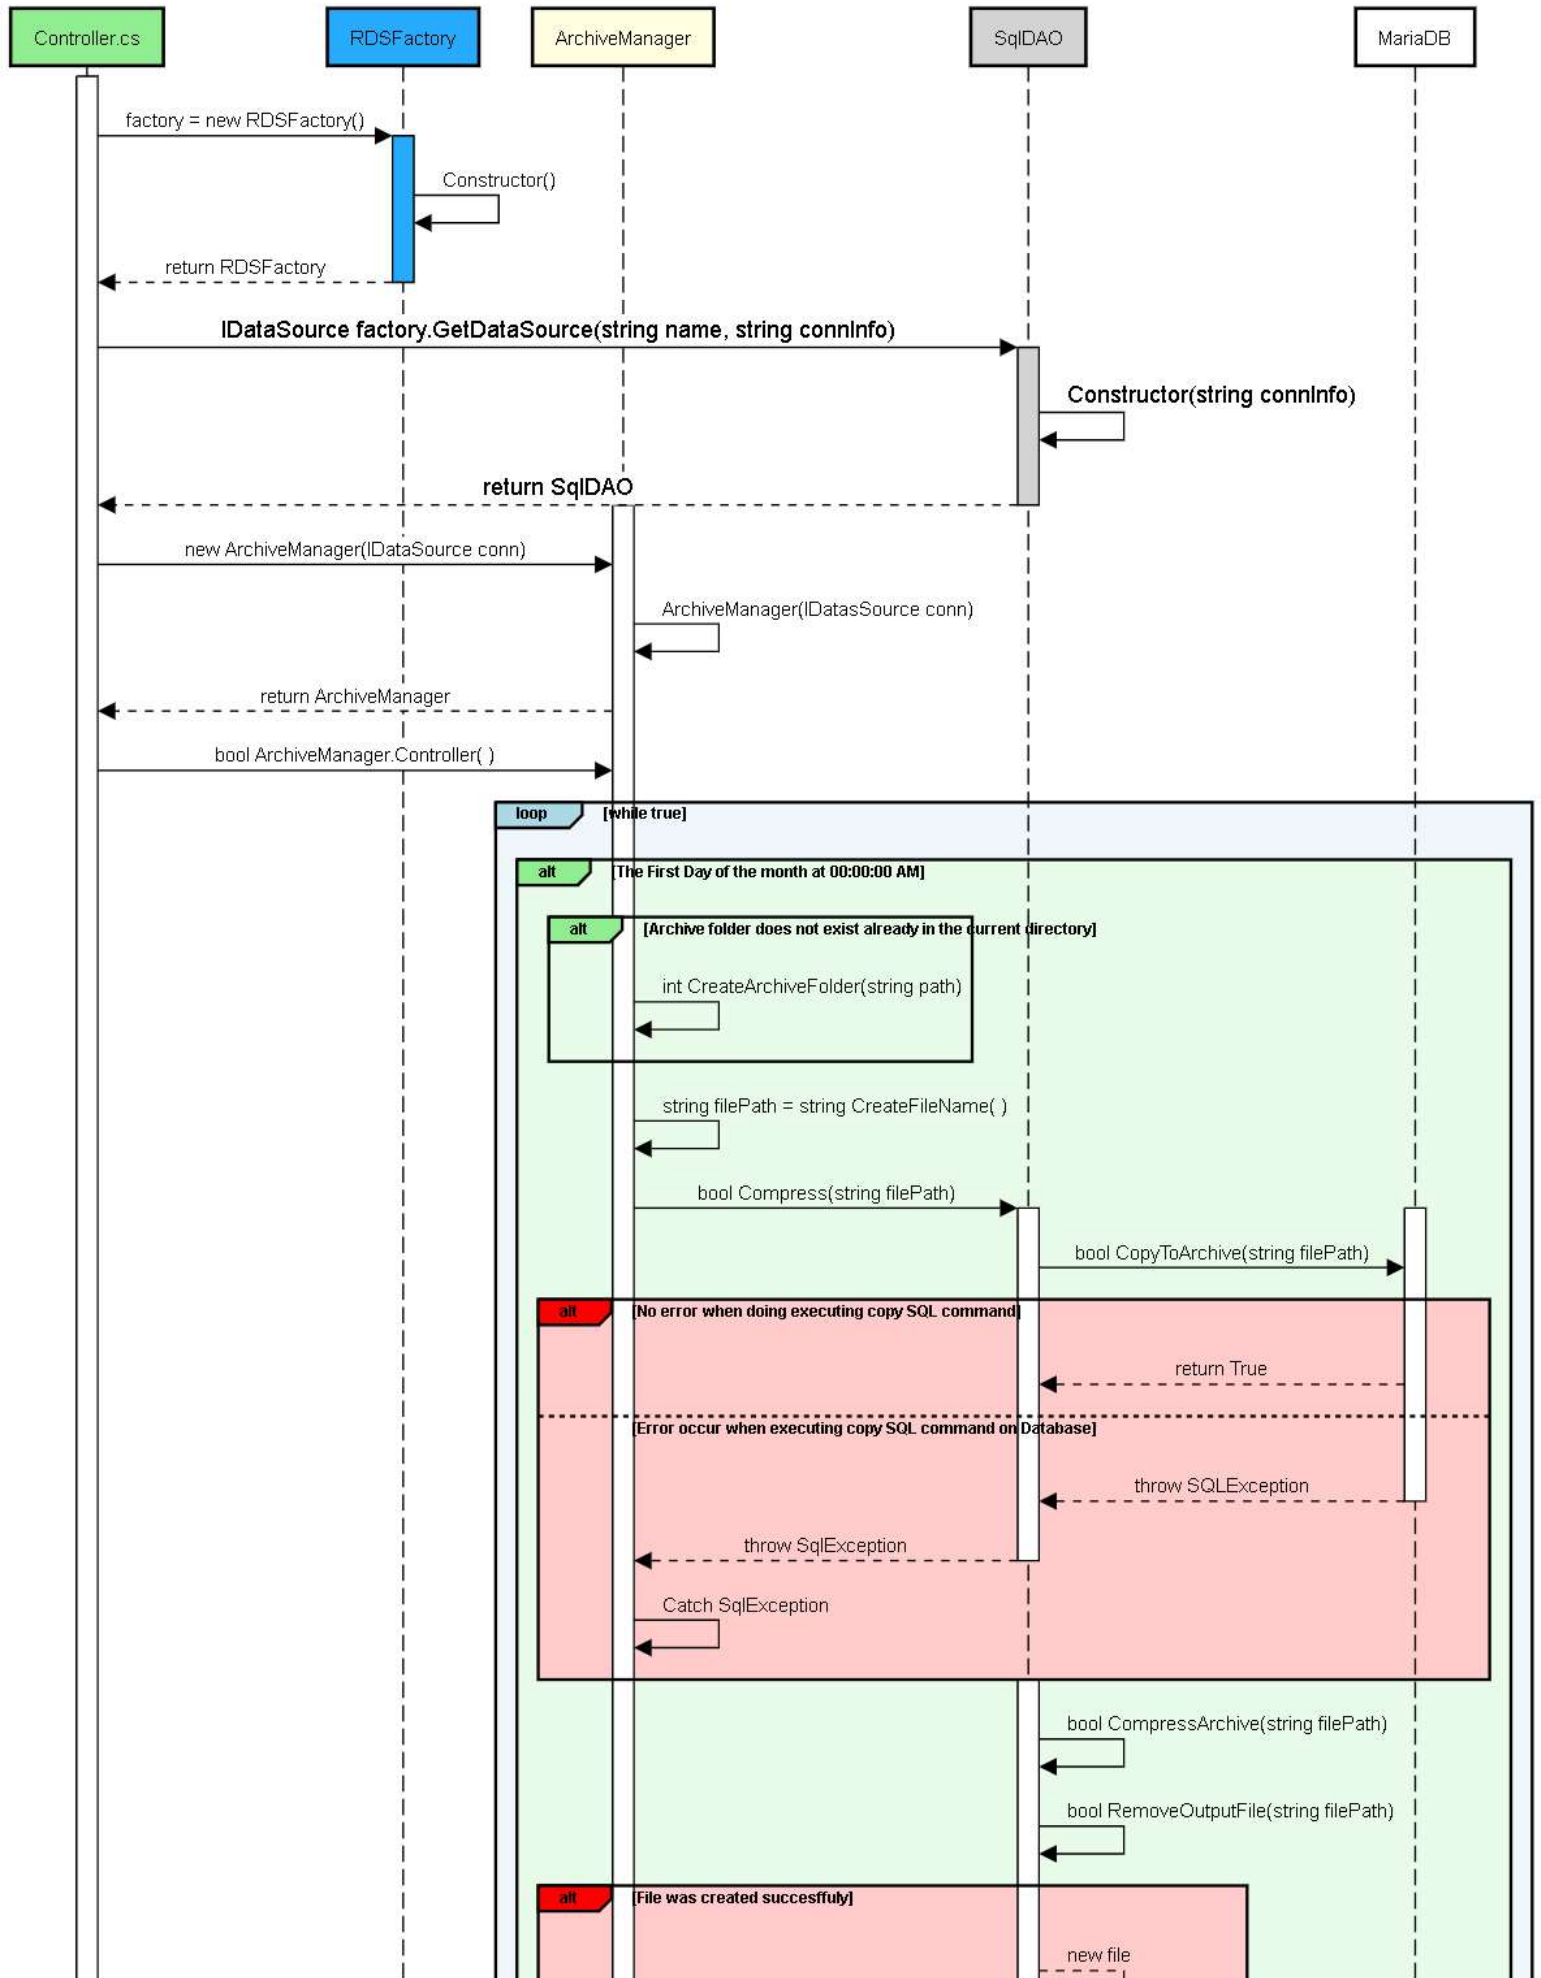 Controller.cs
RDSFactory
ArchiveManager
SqlDAO
MariaDB
factory = new RDSFactory()
Constructor()
return RDSFactory
IDataSource factory.GetDataSource(string name, string connInfo)
Constructor(string connInfo)
return SqlDAO
new ArchiveManager(IDataSource conn)
ArchiveManager(IDatasSource conn)
return ArchiveManager
bool ArchiveManager.Controller( )
loop [while true]
alt [The First Day of the month at 00:00:00 AM]
alt [Archive folder does not exist already in the current directory]
int CreateArchiveFolder(string path)
string filePath = string CreateFileName( )
bool Compress(string filePath)
bool CopyToArchive(string filePath)
alt [No error when doing executing copy SQL command]
return True
[Error occur when executing copy SQL command on Database]
throw SQLException
throw SqlException
Catch SqlException
bool CompressArchive(string filePath)
bool RemoveOutputFile(string filePath)
alt [File was created succesffuly]
new file